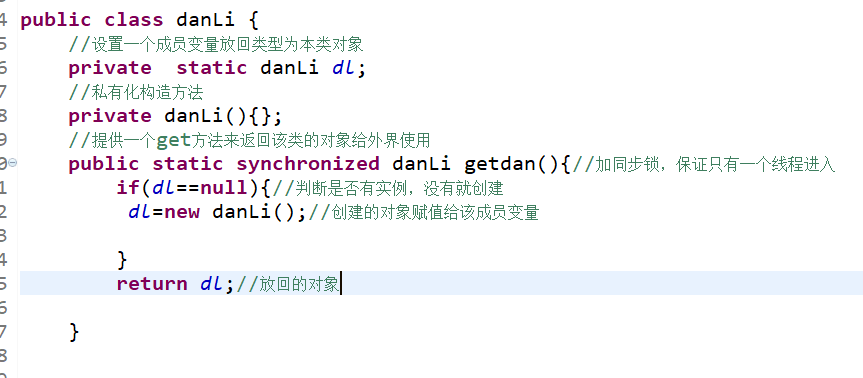 4 public class danLi {
5 //设置一个成员变量放回类型为本类对象
6 private  static danLi dl;
7 //私有化构造方法
8 private danLi(){};
9 //提供一个get方法来返回该类的对象给外界使用
0 public static synchronized danLi getdan(){//加同步锁，保证只有一个线程进入
1 if(dl==null){//判断是否有实例，没有就创建
2 dl=new danLi();//创建的对象赋值给该成员变量
3
4 }
5 return dl;//放回的对象
6
7 }
8